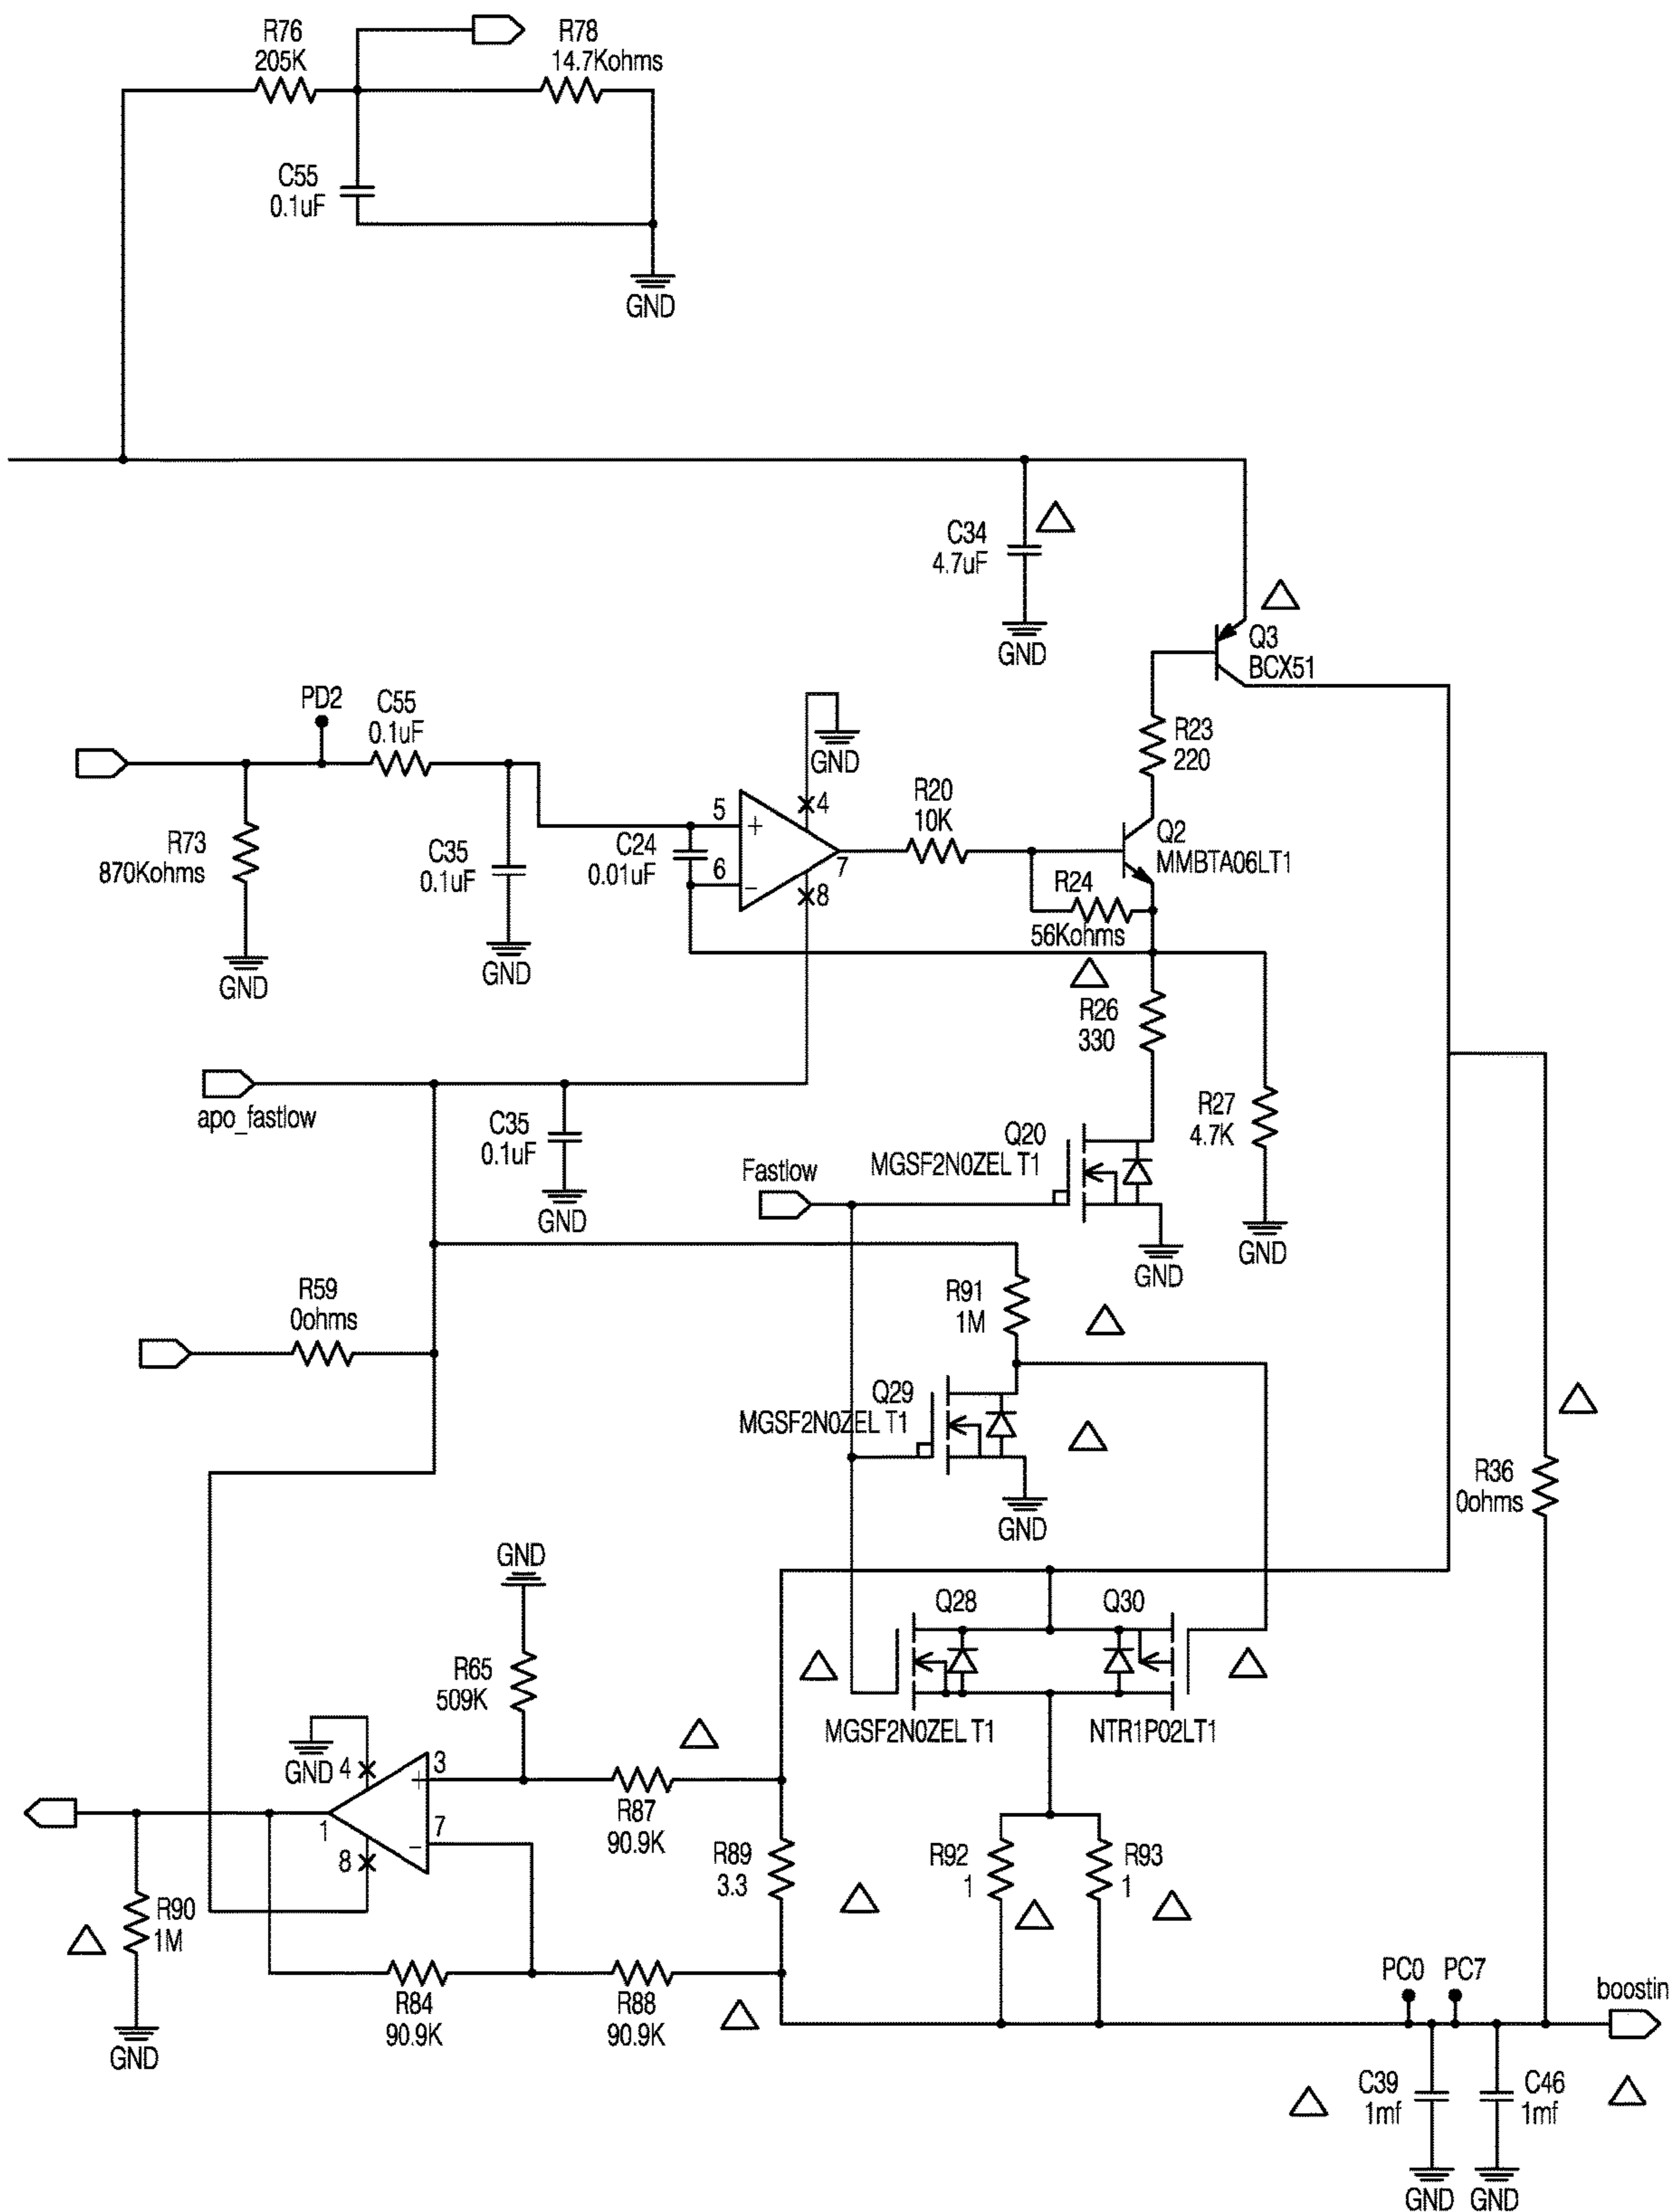 R76
205K
R78
14.7Kohms
C55
0.1uF
GND
C34
4.7uF
GND
Q3
BCX51
PD2
C55
0.1uF
R23
220
GND
4
5
+
R20
10K
Q2
MMBTA06LT1
R73
870Kohms
C35
0.1uF
C24
0.01uF
6
-
7
8
R24
56Kohms
GND
GND
R26
330
apo_fastlow
C35
0.1uF
GND
R27
4.7K
Q20
MGSF2N0ZEL T1
Fastlow
GND
GND
R59
0ohms
R91
1M
Q29
MGSF2N0ZEL T1
GND
R36
0ohms
GND
Q28
Q30
R65
509K
MGSF2N0ZEL T1
NTR1P02LT1
GND
4
3
+
1
7
-
8
R87
90.9K
R89
3.3
R92
1
R93
1
R90
1M
R84
90.9K
R88
90.9K
GND
PC0
PC7
boostin
C39
1mf
C46
1mf
GND
GND